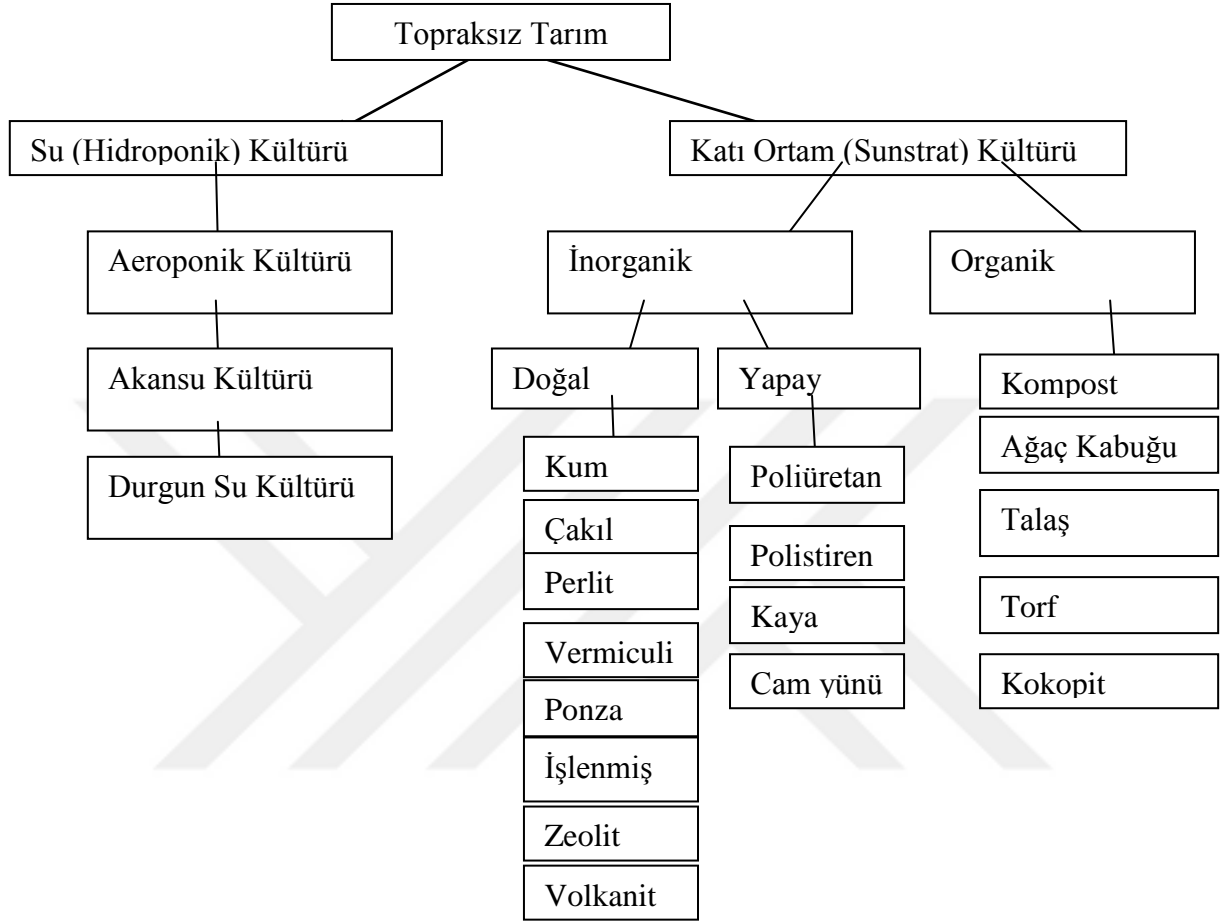 Topraksız Tarım
Su (Hidroponik) Kültürü
Katı Ortam (Sunstrat) Kültürü
Aeroponik Kültürü
Akansu Kültürü
Durgun Su Kültürü
İnorganik
Organik
Doğal
Yapay
Kum
Çakıl
Perlit
Vermiculi
Ponza
İşlenmiş
Zeolit
Volkanit
Poliüretan
Polistiren
Kaya
Cam yünü
Kompost
Ağaç Kabuğu
Talaş
Torf
Kokopit